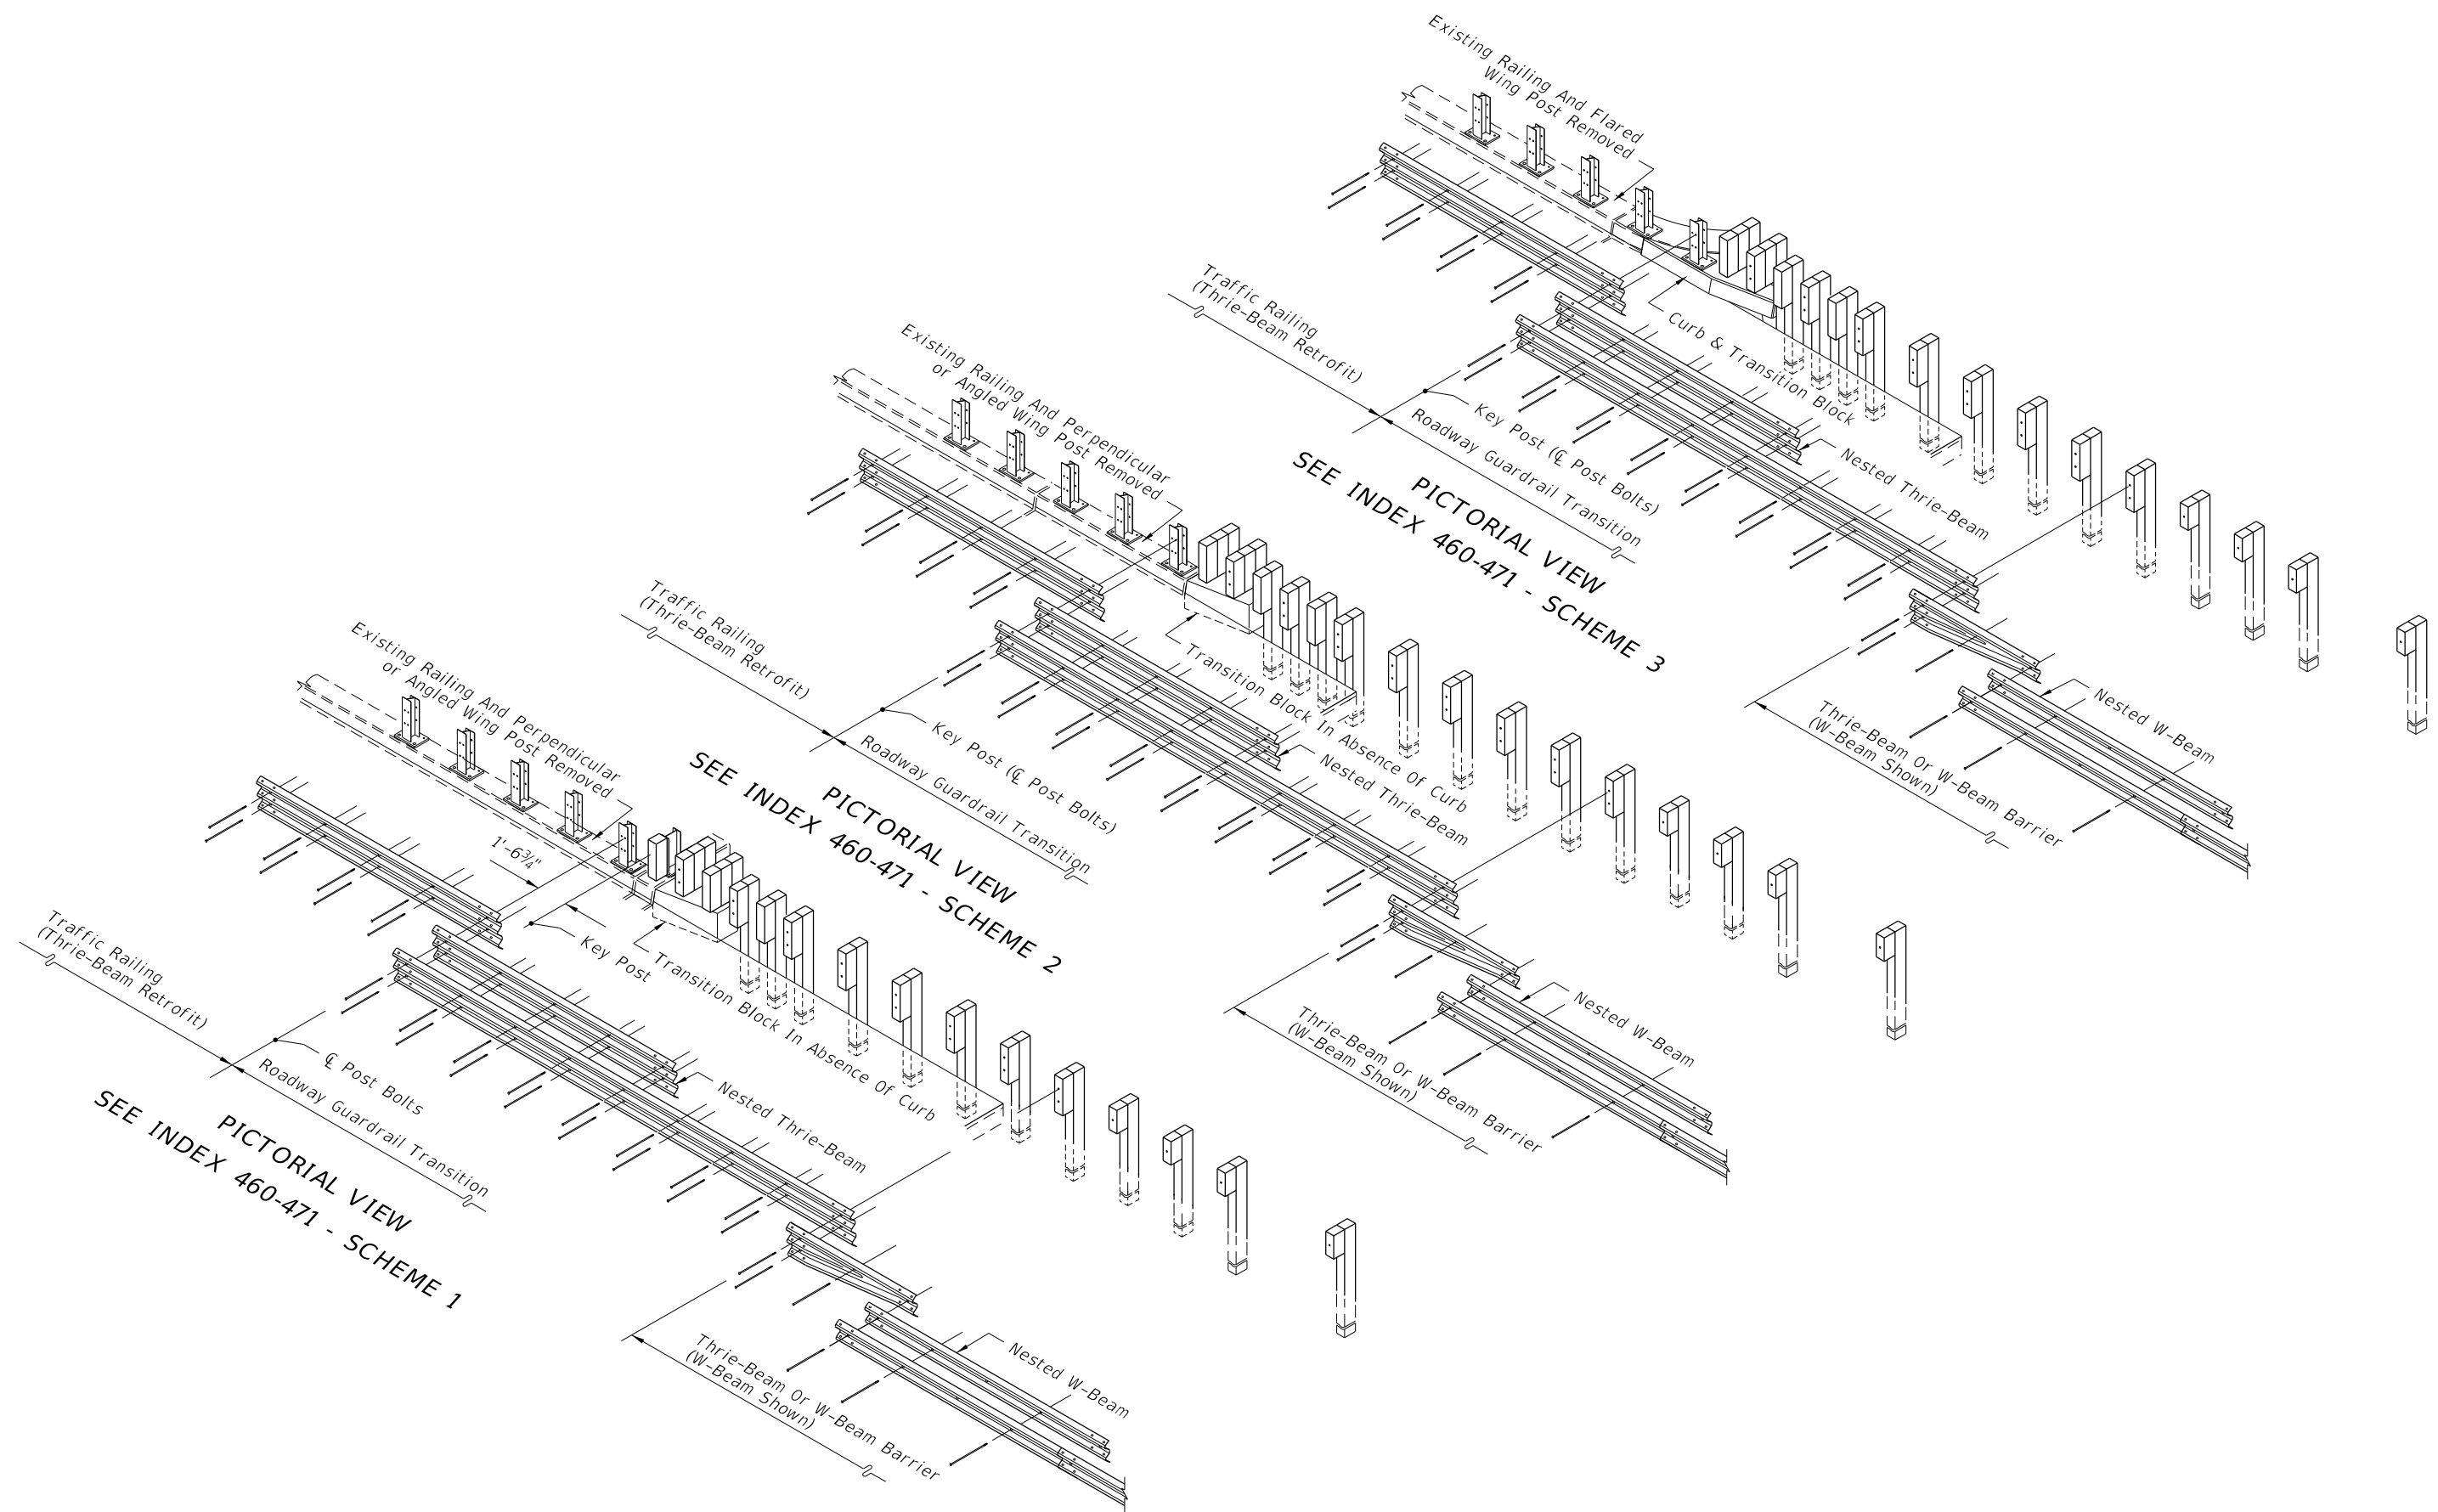 Existing Railing And Flared
Wing Post Removed
Traffic Railing
(Thrie-Beam Retrofit)
Curb & Transition Block
Key Post (℄ Post Bolts)
Roadway Guardrail Transition
Nested Thrie-Beam
PICTORIAL VIEW
SEE INDEX 460-471 - SCHEME 3
Nested W-Beam
Thrie-Beam Or W-Beam Barrier
(W-Beam Shown)
Existing Railing And Perpendicular
or Angled Wing Post Removed
Traffic Railing
(Thrie-Beam Retrofit)
Transition Block In Absence Of Curb
Key Post (℄ Post Bolts)
Roadway Guardrail Transition
Nested Thrie-Beam
PICTORIAL VIEW
SEE INDEX 460-471 - SCHEME 2
Nested W-Beam
Thrie-Beam Or W-Beam Barrier
(W-Beam Shown)
Existing Railing And Perpendicular
or Angled Wing Post Removed
1'-6¾"
Traffic Railing
(Thrie-Beam Retrofit)
Key Post
Transition Block In Absence Of Curb
℄ Post Bolts
Roadway Guardrail Transition
Nested Thrie-Beam
PICTORIAL VIEW
SEE INDEX 460-471 - SCHEME 1
Nested W-Beam
Thrie-Beam Or W-Beam Barrier
(W-Beam Shown)